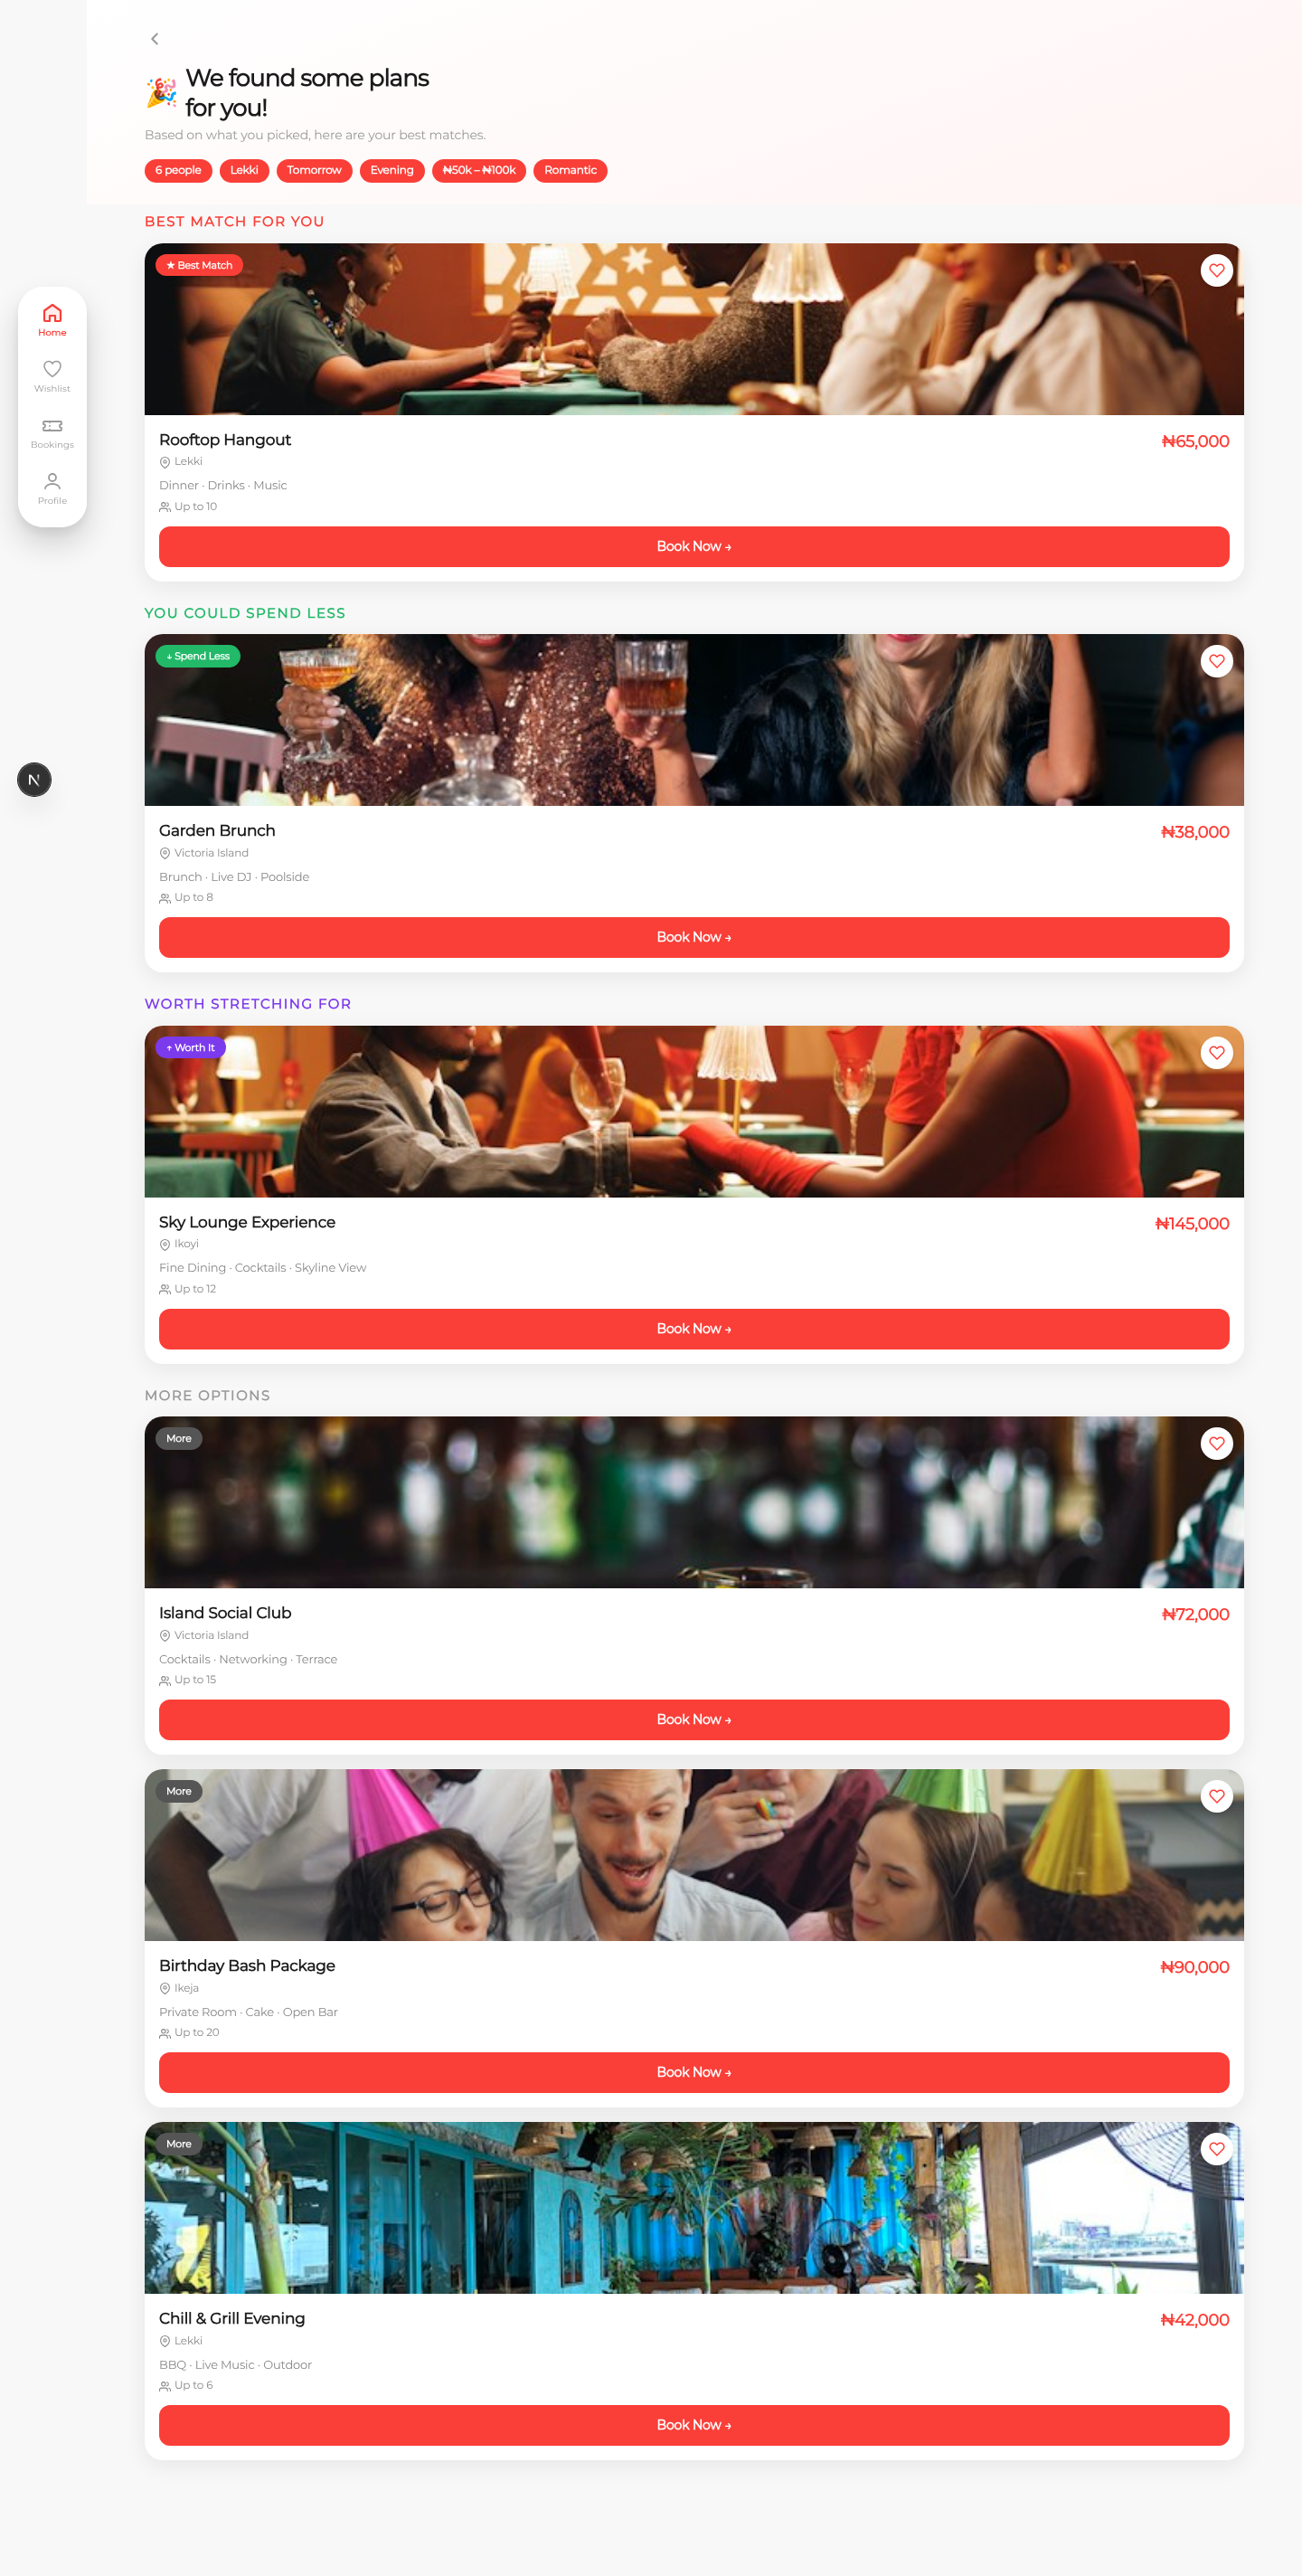 We found some plans
for you!
Based on what you picked, here are your best matches.
6 people Lekki Tomorrow Evening ₦50k – ₦100k Romantic
BEST MATCH FOR YOU
★ Best Match
Home
Wishlist
Bookings
Profile
Rooftop Hangout ₦65,000
Lekki
Dinner · Drinks · Music
Up to 10
Book Now →
YOU COULD SPEND LESS
↓ Spend Less
N
Garden Brunch ₦38,000
Victoria Island
Brunch · Live DJ · Poolside
Up to 8
Book Now →
WORTH STRETCHING FOR
↑ Worth It
Sky Lounge Experience ₦145,000
Ikoyi
Fine Dining · Cocktails · Skyline View
Up to 12
Book Now →
MORE OPTIONS
More
Island Social Club ₦72,000
Victoria Island
Cocktails · Networking · Terrace
Up to 15
Book Now →
More
Birthday Bash Package ₦90,000
Ikeja
Private Room · Cake · Open Bar
Up to 20
Book Now →
More
Chill & Grill Evening ₦42,000
Lekki
BBQ · Live Music · Outdoor
Up to 6
Book Now →